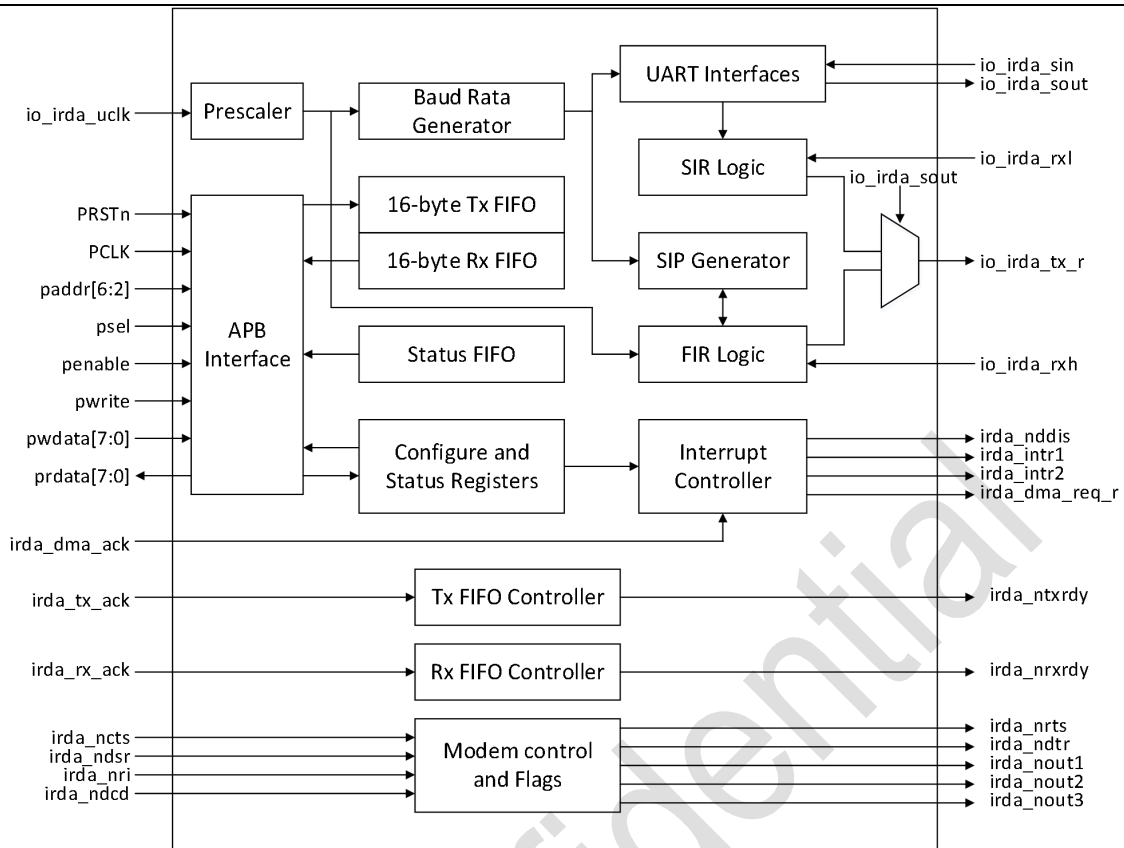 io_irda_uclk
PRSTn
PCLK
paddr[6:2]
psel
penable
pwrite
pwdata[7:0]
prdata[7:0]
irda_dma_ack
irda_tx_ack
irda_rx_ack
irda_ncts
irda_ndsr
irda_nri
irda_ndcd
Prescaler
Baud Rata
Generator
APB
Interface
16-byte Tx FIFO
16-byte Rx FIFO
Status FIFO
Configure and
Status Registers
UART Interfaces
SIR Logic
SIP Generator
FIR Logic
Interrupt
Controller
Tx FIFO Controller
Rx FIFO Controller
Modem control
and Flags
io_irda_sin
io_irda_sout
io_irda_rxl
io_irda_sout
io_irda_tx_r
io_irda_rxh
irda_nddis
irda_intr1
irda_intr2
irda_dma_req_r
irda_ntxrdy
irda_nrxrdy
irda_nrts
irda_ndtr
irda_nout1
irda_nout2
irda_nout3
fidential